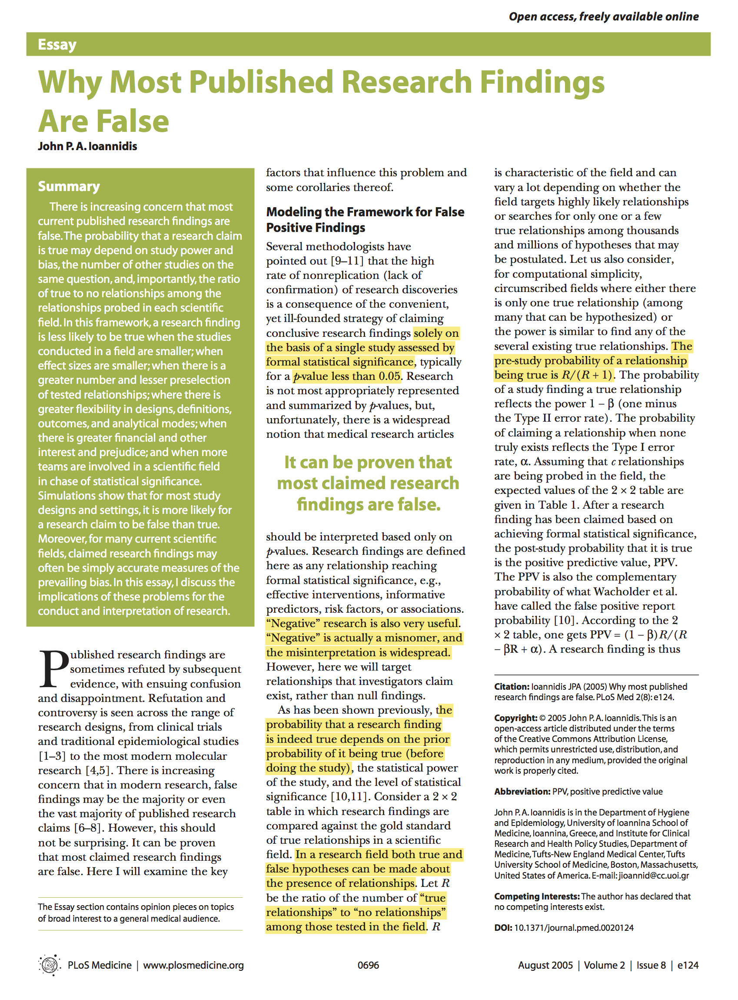 Open access, freely available online
Essay
Why Most Published Research Findings
Are False
John P. A. Ioannidis
Summary
There is increasing concern that most
current published research findings are
false. The probability that a research claim
is true may depend on study power and
bias, the number of other studies on the
same question, and, importantly, the ratio
of true to no relationships among the
relationships probed in each scientific
field. In this framework, a research finding
is less likely to be true when the studies
conducted in a field are smaller; when
effect sizes are smaller; when there is a
greater number and lesser preselection
of tested relationships; where there is
greater flexibility in designs, definitions,
outcomes, and analytical modes; when
there is greater financial and other
interest and prejudice; and when more
teams are involved in a scientific field
in chase of statistical significance.
Simulations show that for most study
designs and settings, it is more likely for
a research claim to be false than true.
Moreover, for many current scientific
fields, claimed research findings may
often be simply accurate measures of the
prevailing bias. In this essay, I discuss the
implications of these problems for the
conduct and interpretation of research.
Published research findings are
sometimes refuted by subsequent
evidence, with ensuing confusion
and disappointment. Refutation and
controversy is seen across the range of
research designs, from clinical trials
and traditional epidemiological studies
[1–3] to the most modern molecular
research [4,5]. There is increasing
concern that in modern research, false
findings may be the majority or even
the vast majority of published research
claims [6–8]. However, this should
not be surprising. It can be proven
that most claimed research findings
are false. Here I will examine the key
The Essay section contains opinion pieces on topics
of broad interest to a general medical audience.
factors that influence this problem and
some corollaries thereof.
Modeling the Framework for False
Positive Findings
Several methodologists have
pointed out [9–11] that the high
rate of nonreplication (lack of
confirmation) of research discoveries
is a consequence of the convenient,
yet ill-founded strategy of claiming
conclusive research findings solely on
the basis of a single study assessed by
formal statistical significance, typically
for a p-value less than 0.05. Research
is not most appropriately represented
and summarized by p-values, but,
unfortunately, there is a widespread
notion that medical research articles
It can be proven that
most claimed research
findings are false.
should be interpreted based only on
p-values. Research findings are defined
here as any relationship reaching
formal statistical significance, e.g.,
effective interventions, informative
predictors, risk factors, or associations.
“Negative” research is also very useful.
“Negative” is actually a misnomer, and
the misinterpretation is widespread.
However, here we will target
relationships that investigators claim
exist, rather than null findings.
As has been shown previously, the
probability that a research finding
is indeed true depends on the prior
probability of it being true (before
doing the study), the statistical power
of the study, and the level of statistical
significance [10,11]. Consider a 2 × 2
table in which research findings are
compared against the gold standard
of true relationships in a scientific
field. In a research field both true and
false hypotheses can be made about
the presence of relationships. Let R
be the ratio of the number of “true
relationships” to “no relationships”
among those tested in the field. R
is characteristic of the field and can
vary a lot depending on whether the
field targets highly likely relationships
or searches for only one or a few
true relationships among thousands
and millions of hypotheses that may
be postulated. Let us also consider,
for computational simplicity,
circumscribed fields where either there
is only one true relationship (among
many that can be hypothesized) or
the power is similar to find any of the
several existing true relationships. The
pre-study probability of a relationship
being true is R/(R + 1). The probability
of a study finding a true relationship
reflects the power 1 − β (one minus
the Type II error rate). The probability
of claiming a relationship when none
truly exists reflects the Type I error
rate, α. Assuming that c relationships
are being probed in the field, the
expected values of the 2 × 2 table are
given in Table 1. After a research
finding has been claimed based on
achieving formal statistical significance,
the post-study probability that it is true
is the positive predictive value, PPV.
The PPV is also the complementary
probability of what Wacholder et al.
have called the false positive report
probability [10]. According to the 2
× 2 table, one gets PPV = (1 − β)R/(R
− βR + α). A research finding is thus
Citation: Ioannidis JPA (2005) Why most published
research findings are false. PLoS Med 2(8): e124.
Copyright: © 2005 John P. A. Ioannidis. This is an
open-access article distributed under the terms
of the Creative Commons Attribution License,
which permits unrestricted use, distribution, and
reproduction in any medium, provided the original
work is properly cited.
Abbreviation: PPV, positive predictive value
John P. A. Ioannidis is in the Department of Hygiene
and Epidemiology, University of Ioannina School of
Medicine, Ioannina, Greece, and Institute for Clinical
Research and Health Policy Studies, Department of
Medicine, Tufts-New England Medical Center, Tufts
University School of Medicine, Boston, Massachusetts,
United States of America. E-mail: jioannid@cc.uoi.gr
Competing Interests: The author has declared that
no competing interests exist.
DOI: 10.1371/journal.pmed.0020124
PLoS Medicine | www.plosmedicine.org
0696
August 2005 | Volume 2 | Issue 8 | e124